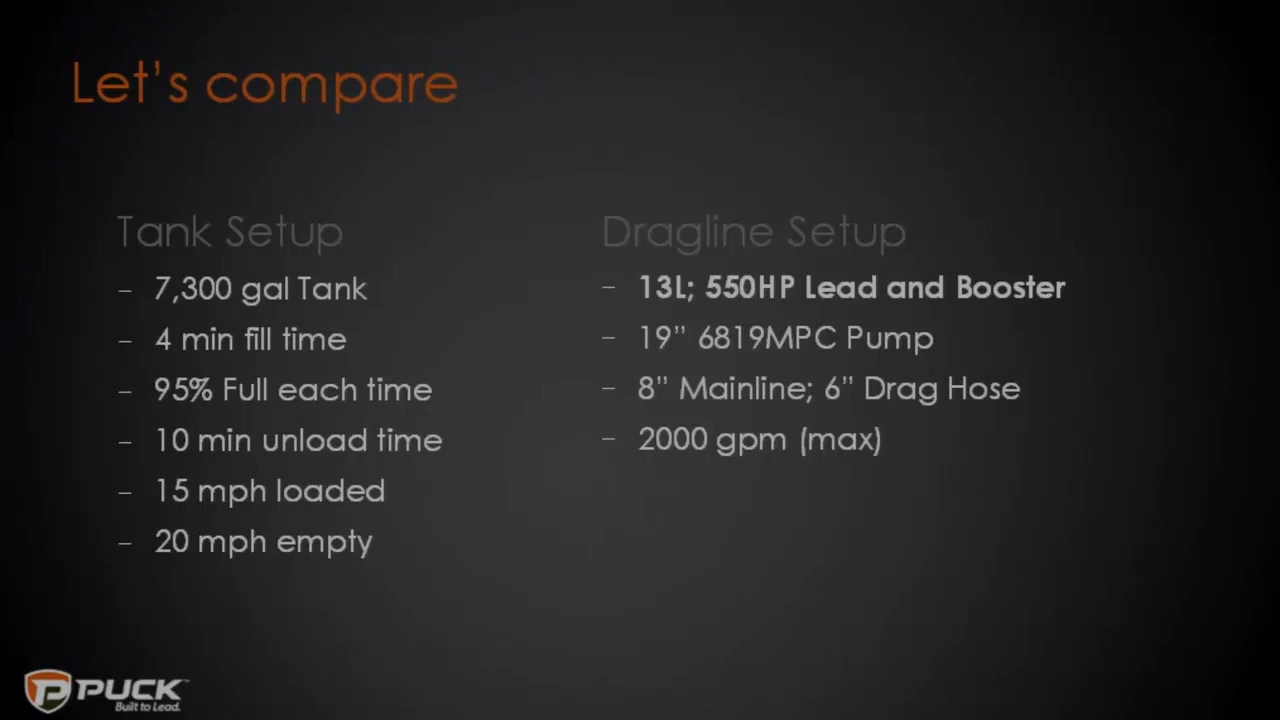 Let's compare
Tank Setup
– 7,300 gal Tank
– 4 min fill time
– 95% Full each time
– 10 min unload time
– 15 mph loaded
– 20 mph empty
Dragline Setup
– 13L; 550HP Lead and Booster
– 19” 6819MPC Pump
– 8” Mainline; 6” Drag Hose
– 2000 gpm (max)
PUCK™
Built to Lead.